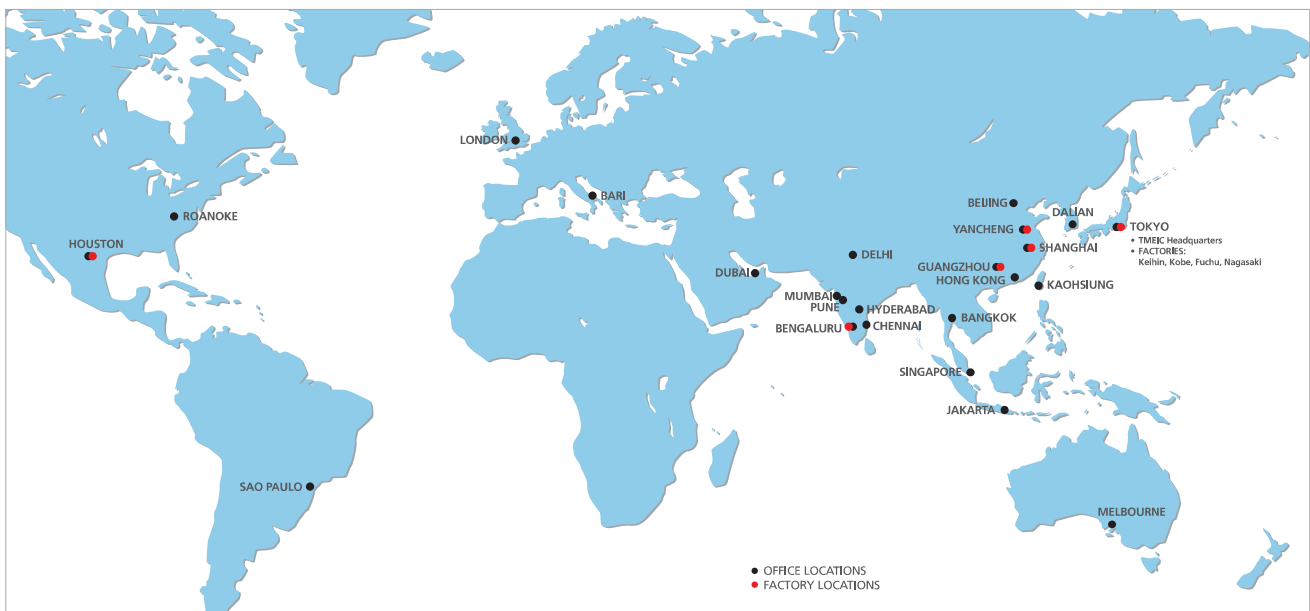 LONDON
BARI
ROANOKE
HOUSTON
BEIJING
DALIAN
YANCHENG
TOKYO
• TMEIC Headquarters
• FACTORIES:
Keihin, Kobe, Fuchu, Nagasaki
SHANGHAI
DELHI
GUANGZHOU
DUBAI
HONG KONG
KAOHSIUNG
MUMBAI
PUNE
HYDERABAD
BANGKOK
CHENNAI
BENGALURU
SINGAPORE
JAKARTA
SAO PAULO
MELBOURNE
OFFICE LOCATIONS
FACTORY LOCATIONS